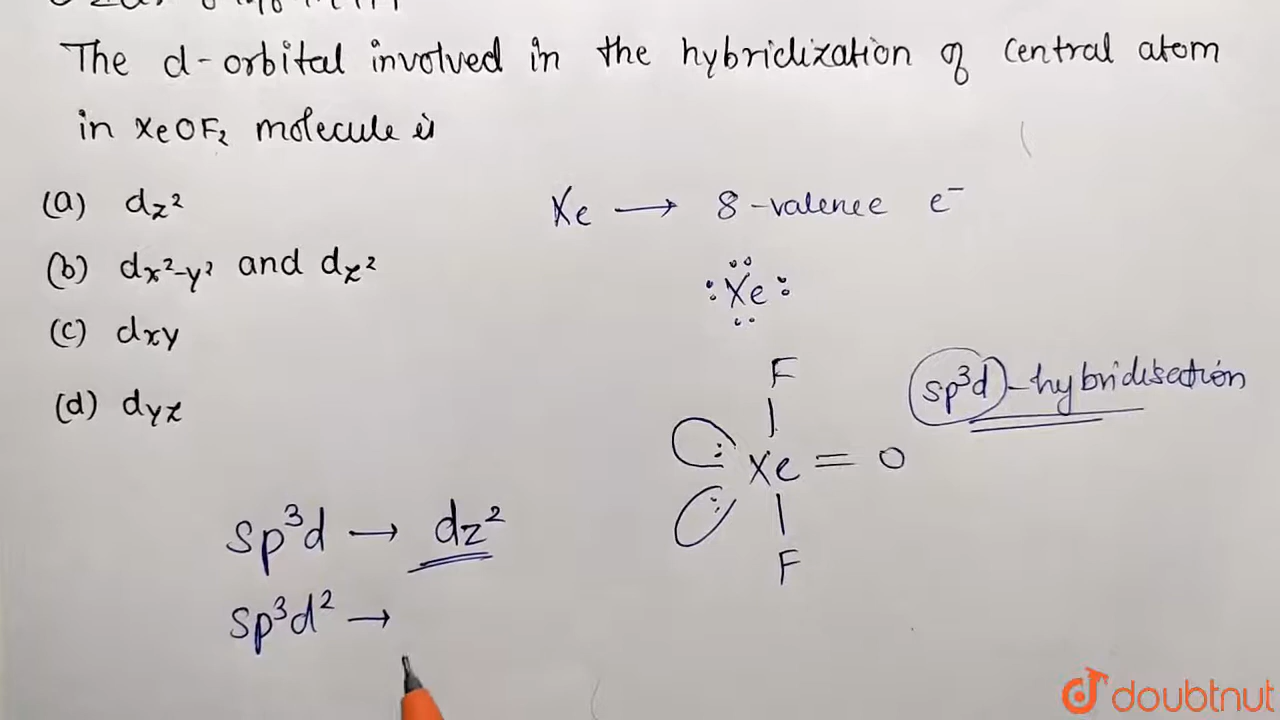 The d-orbital involved in the hybridization of central atom
in XeOF₂ molecule is
(a) dz²
(b) dx²-y² and dz²
(c) dxy
(d) dyz
Xe → 8-valence e⁻
:Xe:
F
Xe = O
F
sp³d-hybridisation
sp³d → dz²
sp³d² →
doubtnut